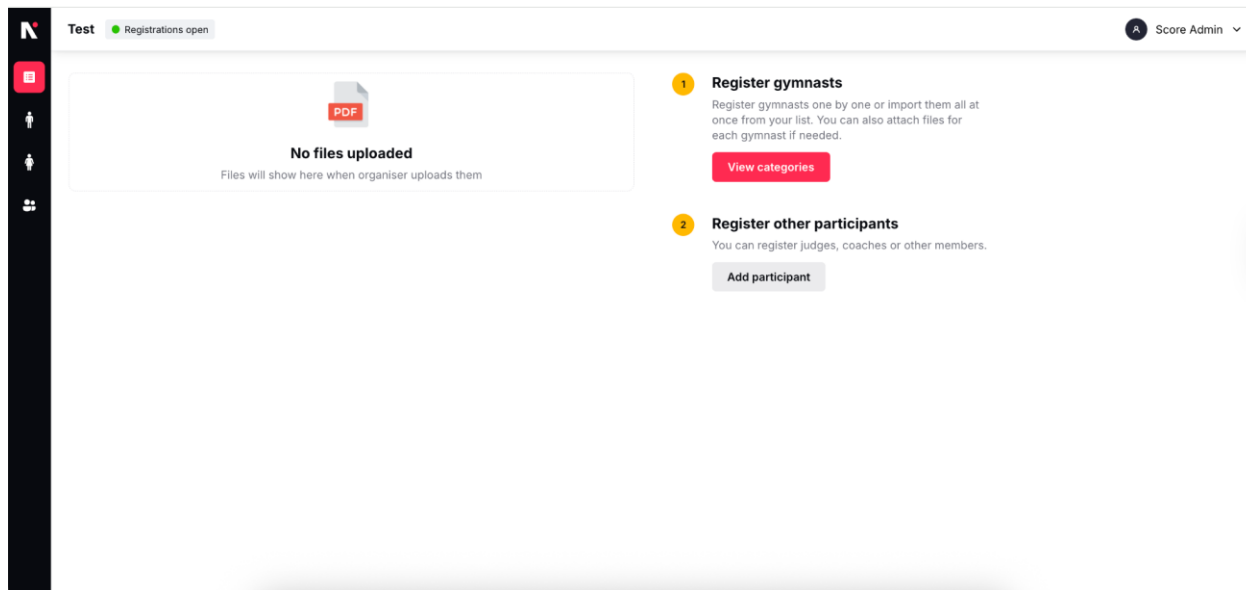 Test
Registrations open
A
Score Admin
PDF
No files uploaded
Files will show here when organiser uploads them
1
Register gymnasts
Register gymnasts one by one or import them all at
once from your list. You can also attach files for
each gymnast if needed.
View categories
2
Register other participants
You can register judges, coaches or other members.
Add participant